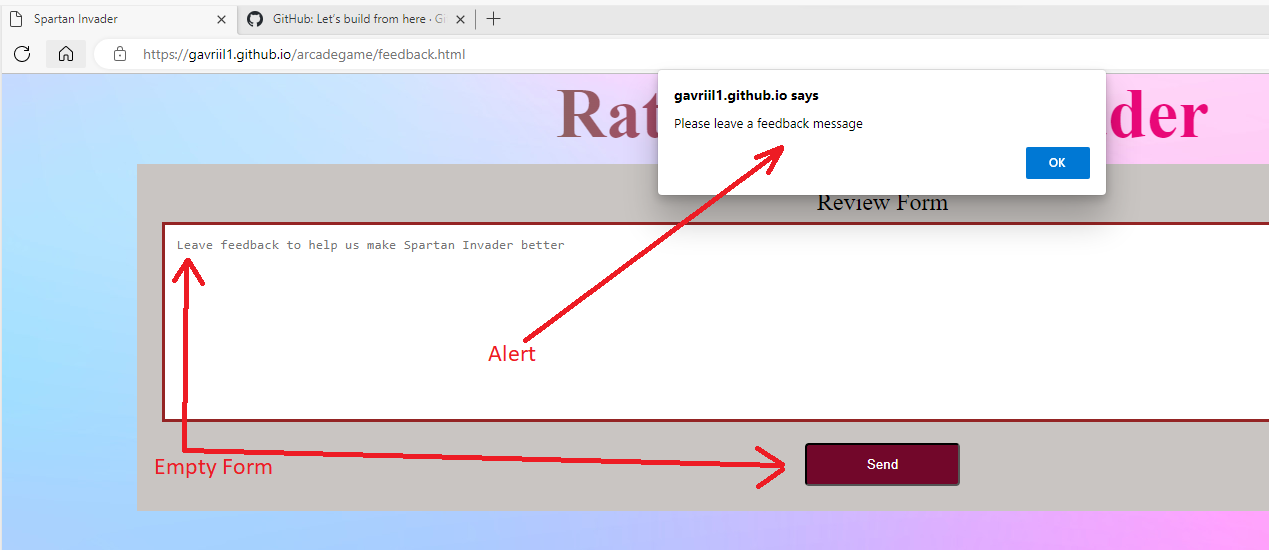 Spartan Invader
GitHub: Let's build from here · G
https://gavriil1.github.io/arcadegame/feedback.html
gavriil1.github.io says
Please leave a feedback message
OK
Rat
der
Review Form
Leave feedback to help us make Spartan Invader better
Alert
Empty Form
Send